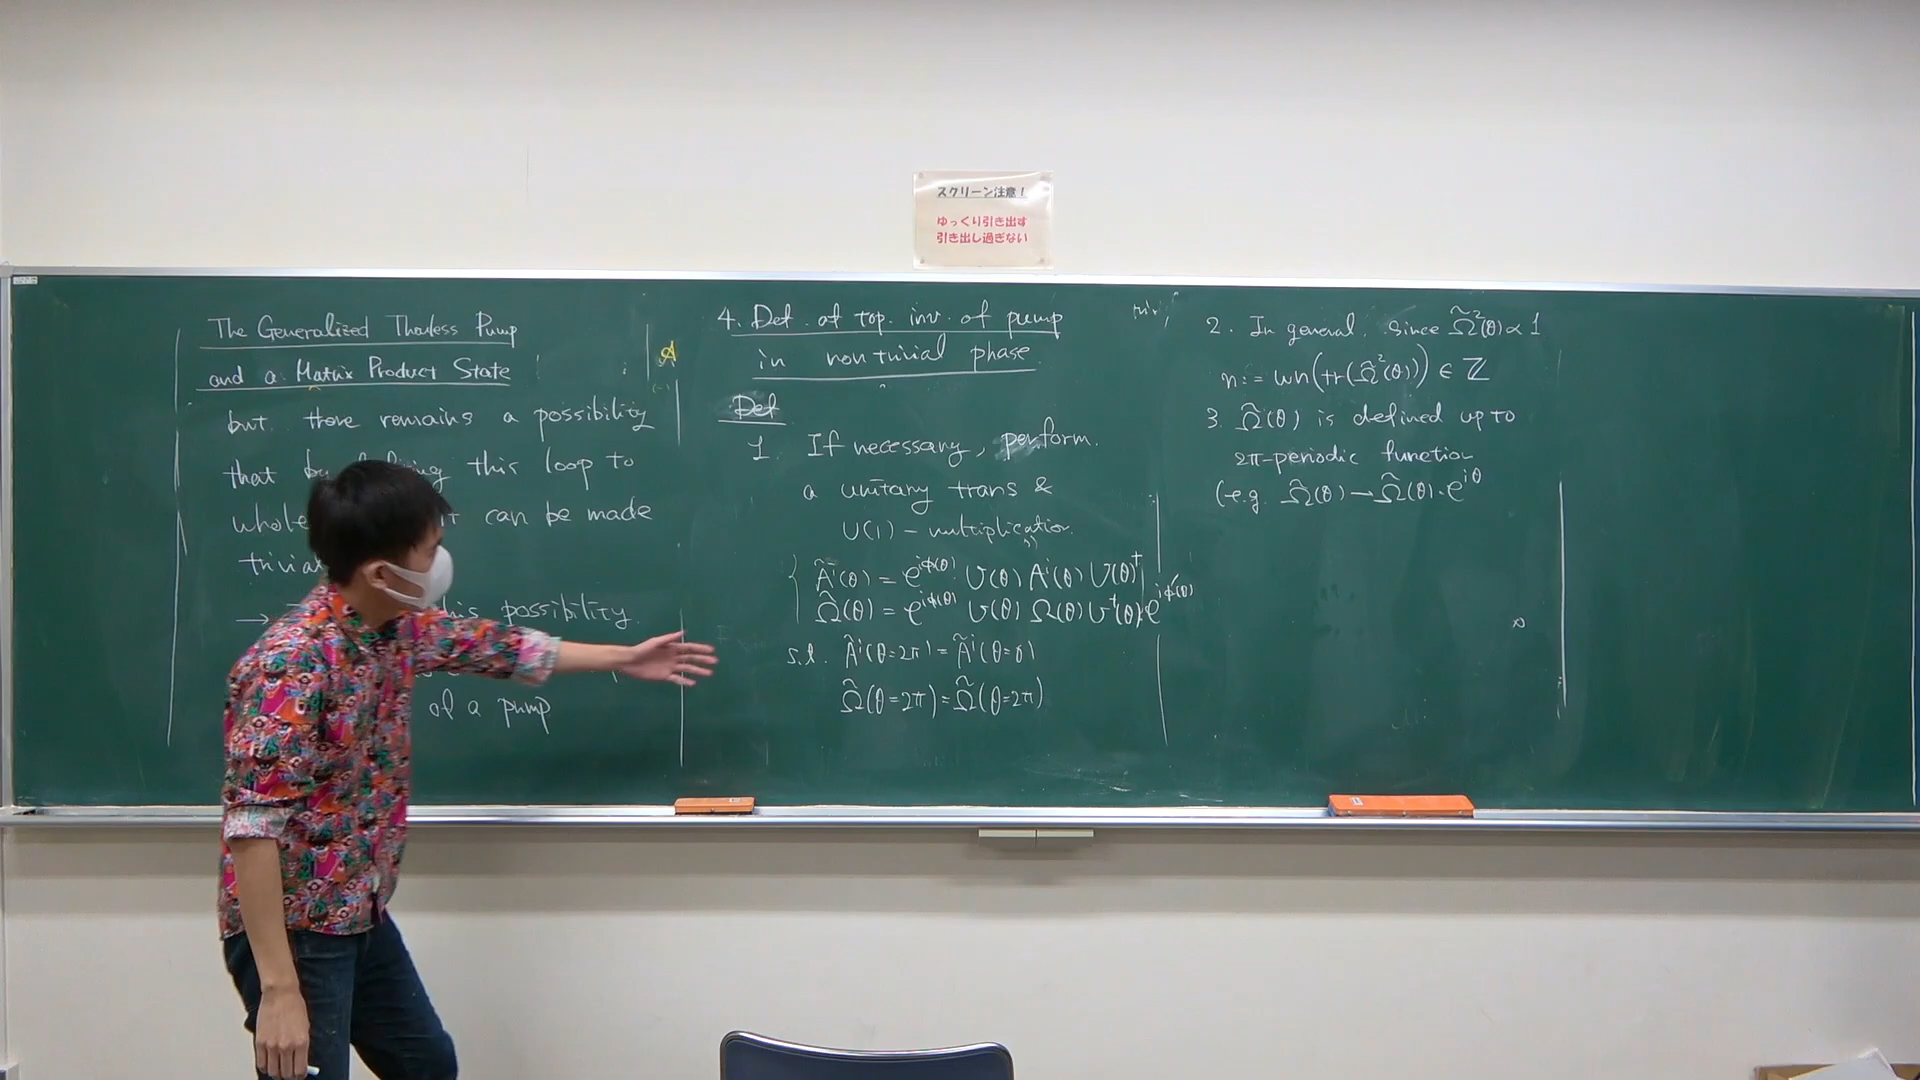 スクリーン注意!
ゆっくり引き出す
引き出し過ぎない
The Generalized Thouless Pump
and a Matrix Product State
but there remains a possibility
that by this loop to
whole can be made
trivial
→ this possibility.
of a pump
A
4. Def. of top. inv. of pump
in non trivial phase
Def
1. If necessary, perform.
a unitary trans &
U(1) - multiplication.
Ã^i(θ) = e^{iφ(θ)} U(θ) A^i(θ) U(θ)^†
Ω̃(θ) = e^{iφ(θ)} U(θ) Ω(θ) U^†(θ) e^{iφ(θ)}
s.t. Ã^i(θ=2π) = Ã^i(θ=0)
Ω̃(θ=2π) = Ω̃(θ=2π)
triv
2. In general, since Ω̃²(θ) ∝ 1
n := wn(tr(Ω̃²(θ))) ∈ ℤ
3. Ω̃(θ) is defined up to
2π-periodic function
(e.g. Ω̃(θ) → Ω̃(θ)·e^{iθ}